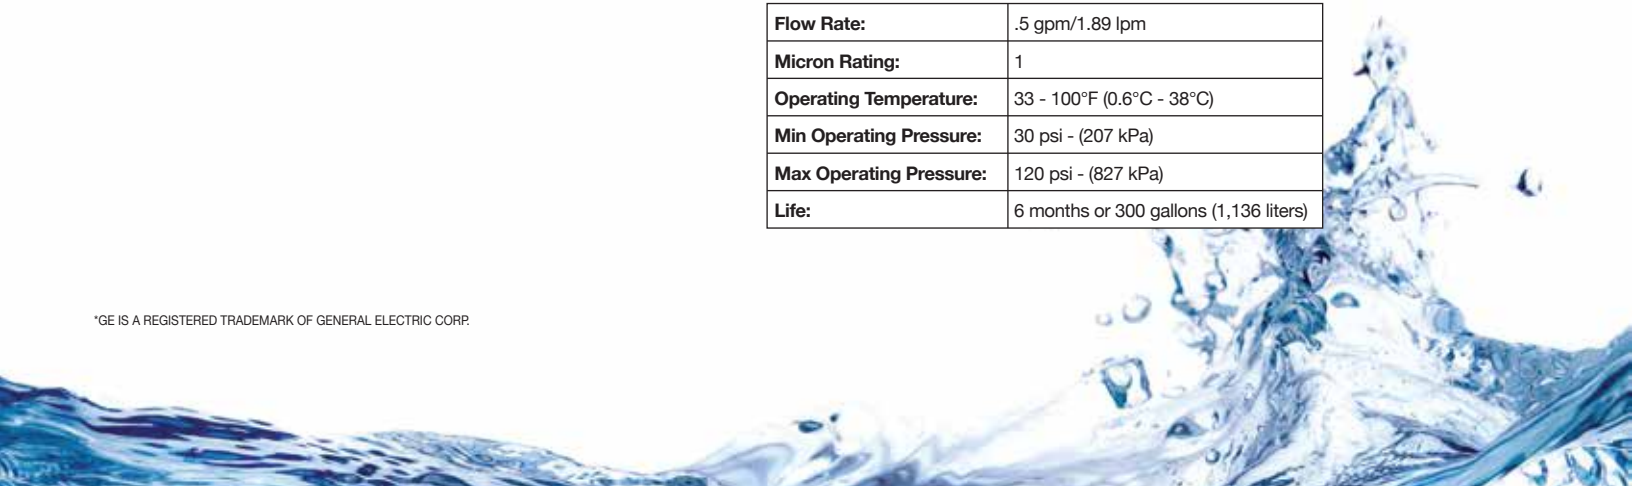 Flow Rate: .5 gpm/1.89 lpm
Micron Rating: 1
Operating Temperature: 33 - 100°F (0.6°C - 38°C)
Min Operating Pressure: 30 psi - (207 kPa)
Max Operating Pressure: 120 psi - (827 kPa)
Life: 6 months or 300 gallons (1,136 liters)
*GE IS A REGISTERED TRADEMARK OF GENERAL ELECTRIC CORP.